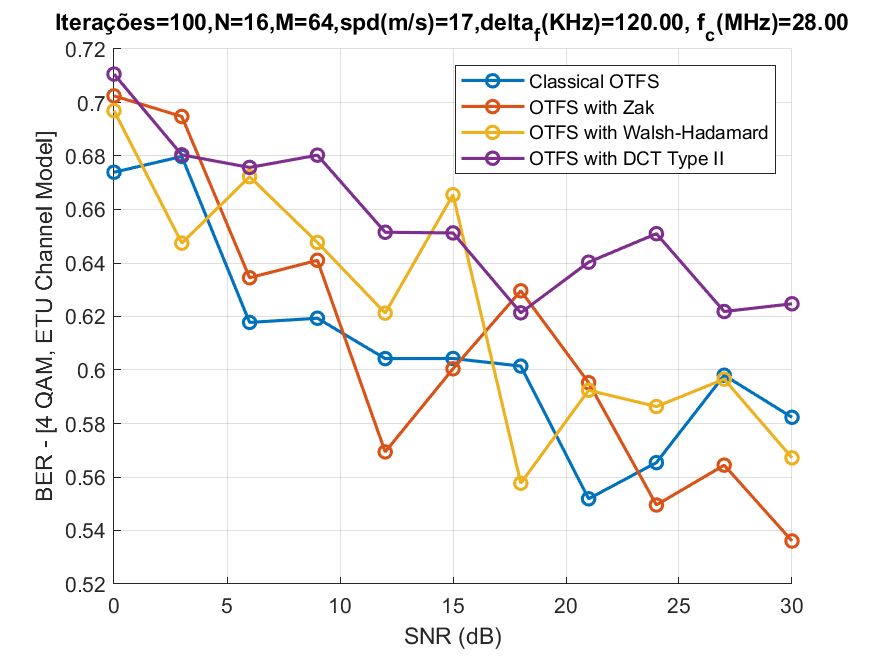 Iterações=100,N=16,M=64,spd(m/s)=17,delta_f(KHz)=120.00, f_c(MHz)=28.00
0.72
0.7
0.68
0.66
0.64
0.62
0.6
0.58
0.56
0.54
0.52
BER - [4 QAM, ETU Channel Model]
Classical OTFS
OTFS with Zak
OTFS with Walsh-Hadamard
OTFS with DCT Type II
0 5 10 15 20 25 30
SNR (dB)